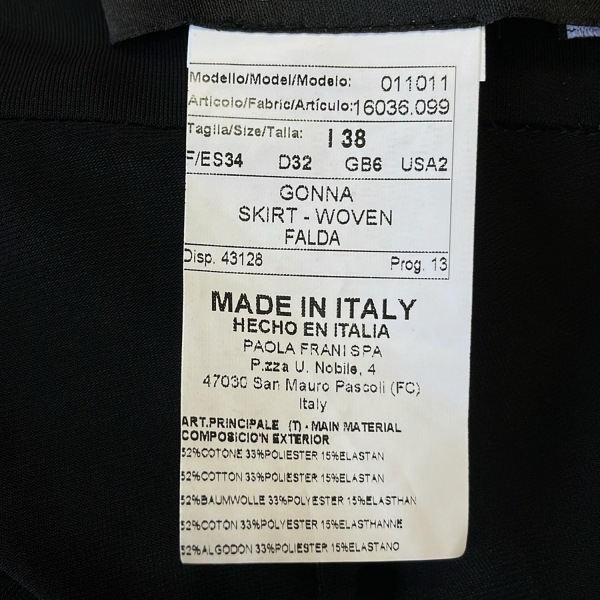 Modello/Model/Modelo: 011011
Articolo/Fabric/Artículo: 16036.099
Taglia/Size/Talla: I 38
F/ES34 D32 GB6 USA2
GONNA
SKIRT - WOVEN
FALDA
Disp. 43128 Prog. 13
MADE IN ITALY
HECHO EN ITALIA
PAOLA FRANI SPA
P.zza U. Nobile, 4
47030 San Mauro Pascoli (FC)
Italy
ART.PRINCIPALE (T) - MAIN MATERIAL
COMPOSICIO'N EXTERIOR
52%COTONE 33%POLIESTER 15%ELASTAN
52%COTTON 33%POLIESTER 15%ELASTAN
52%BAUMWOLLE 33%POLYESTER 15%ELASTHAN
52%COTON 33%POLYESTER 15%ELASTHANNE
52%ALGODON 33%POLIESTER 15%ELASTANO